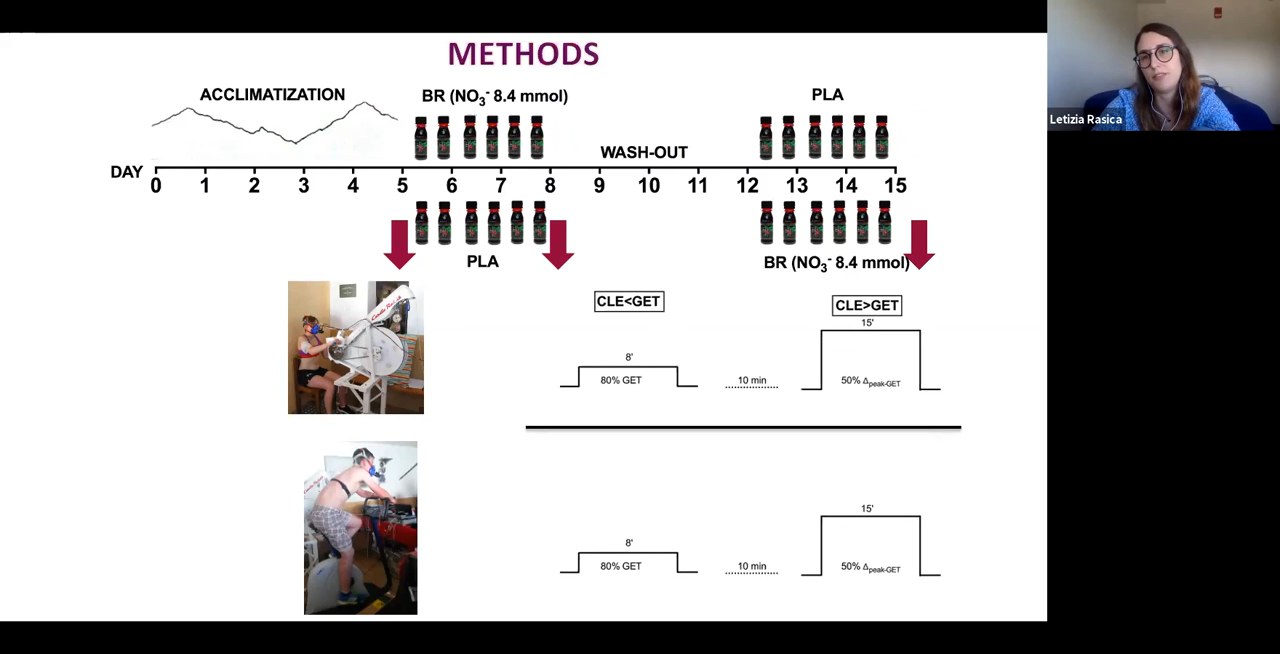 METHODS
ACCLIMATIZATION
BR (NO₃⁻ 8.4 mmol)
PLA
WASH-OUT
DAY
0 1 2 3 4 5 6 7 8 9 10 11 12 13 14 15
PLA
BR (NO₃⁻ 8.4 mmol)
CLE<GET
CLE>GET
15'
8'
80% GET
10 min
50% Δpeak-GET
15'
8'
80% GET
10 min
50% Δpeak-GET
Letizia Rasica